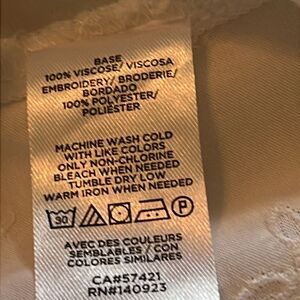 BASE
100% VISCOSE/ VISCOSA
EMBROIDERY/ BRODERIE/
BORDADO
100% POLYESTER/
POLIÉSTER
MACHINE WASH COLD
WITH LIKE COLORS
ONLY NON-CHLORINE
BLEACH WHEN NEEDED
TUMBLE DRY LOW
WARM IRON WHEN NEEDED
30 P
AVEC DES COULEURS
SEMBLABLES / CON
COLORES SIMILARES
CA#57421
RN#140923